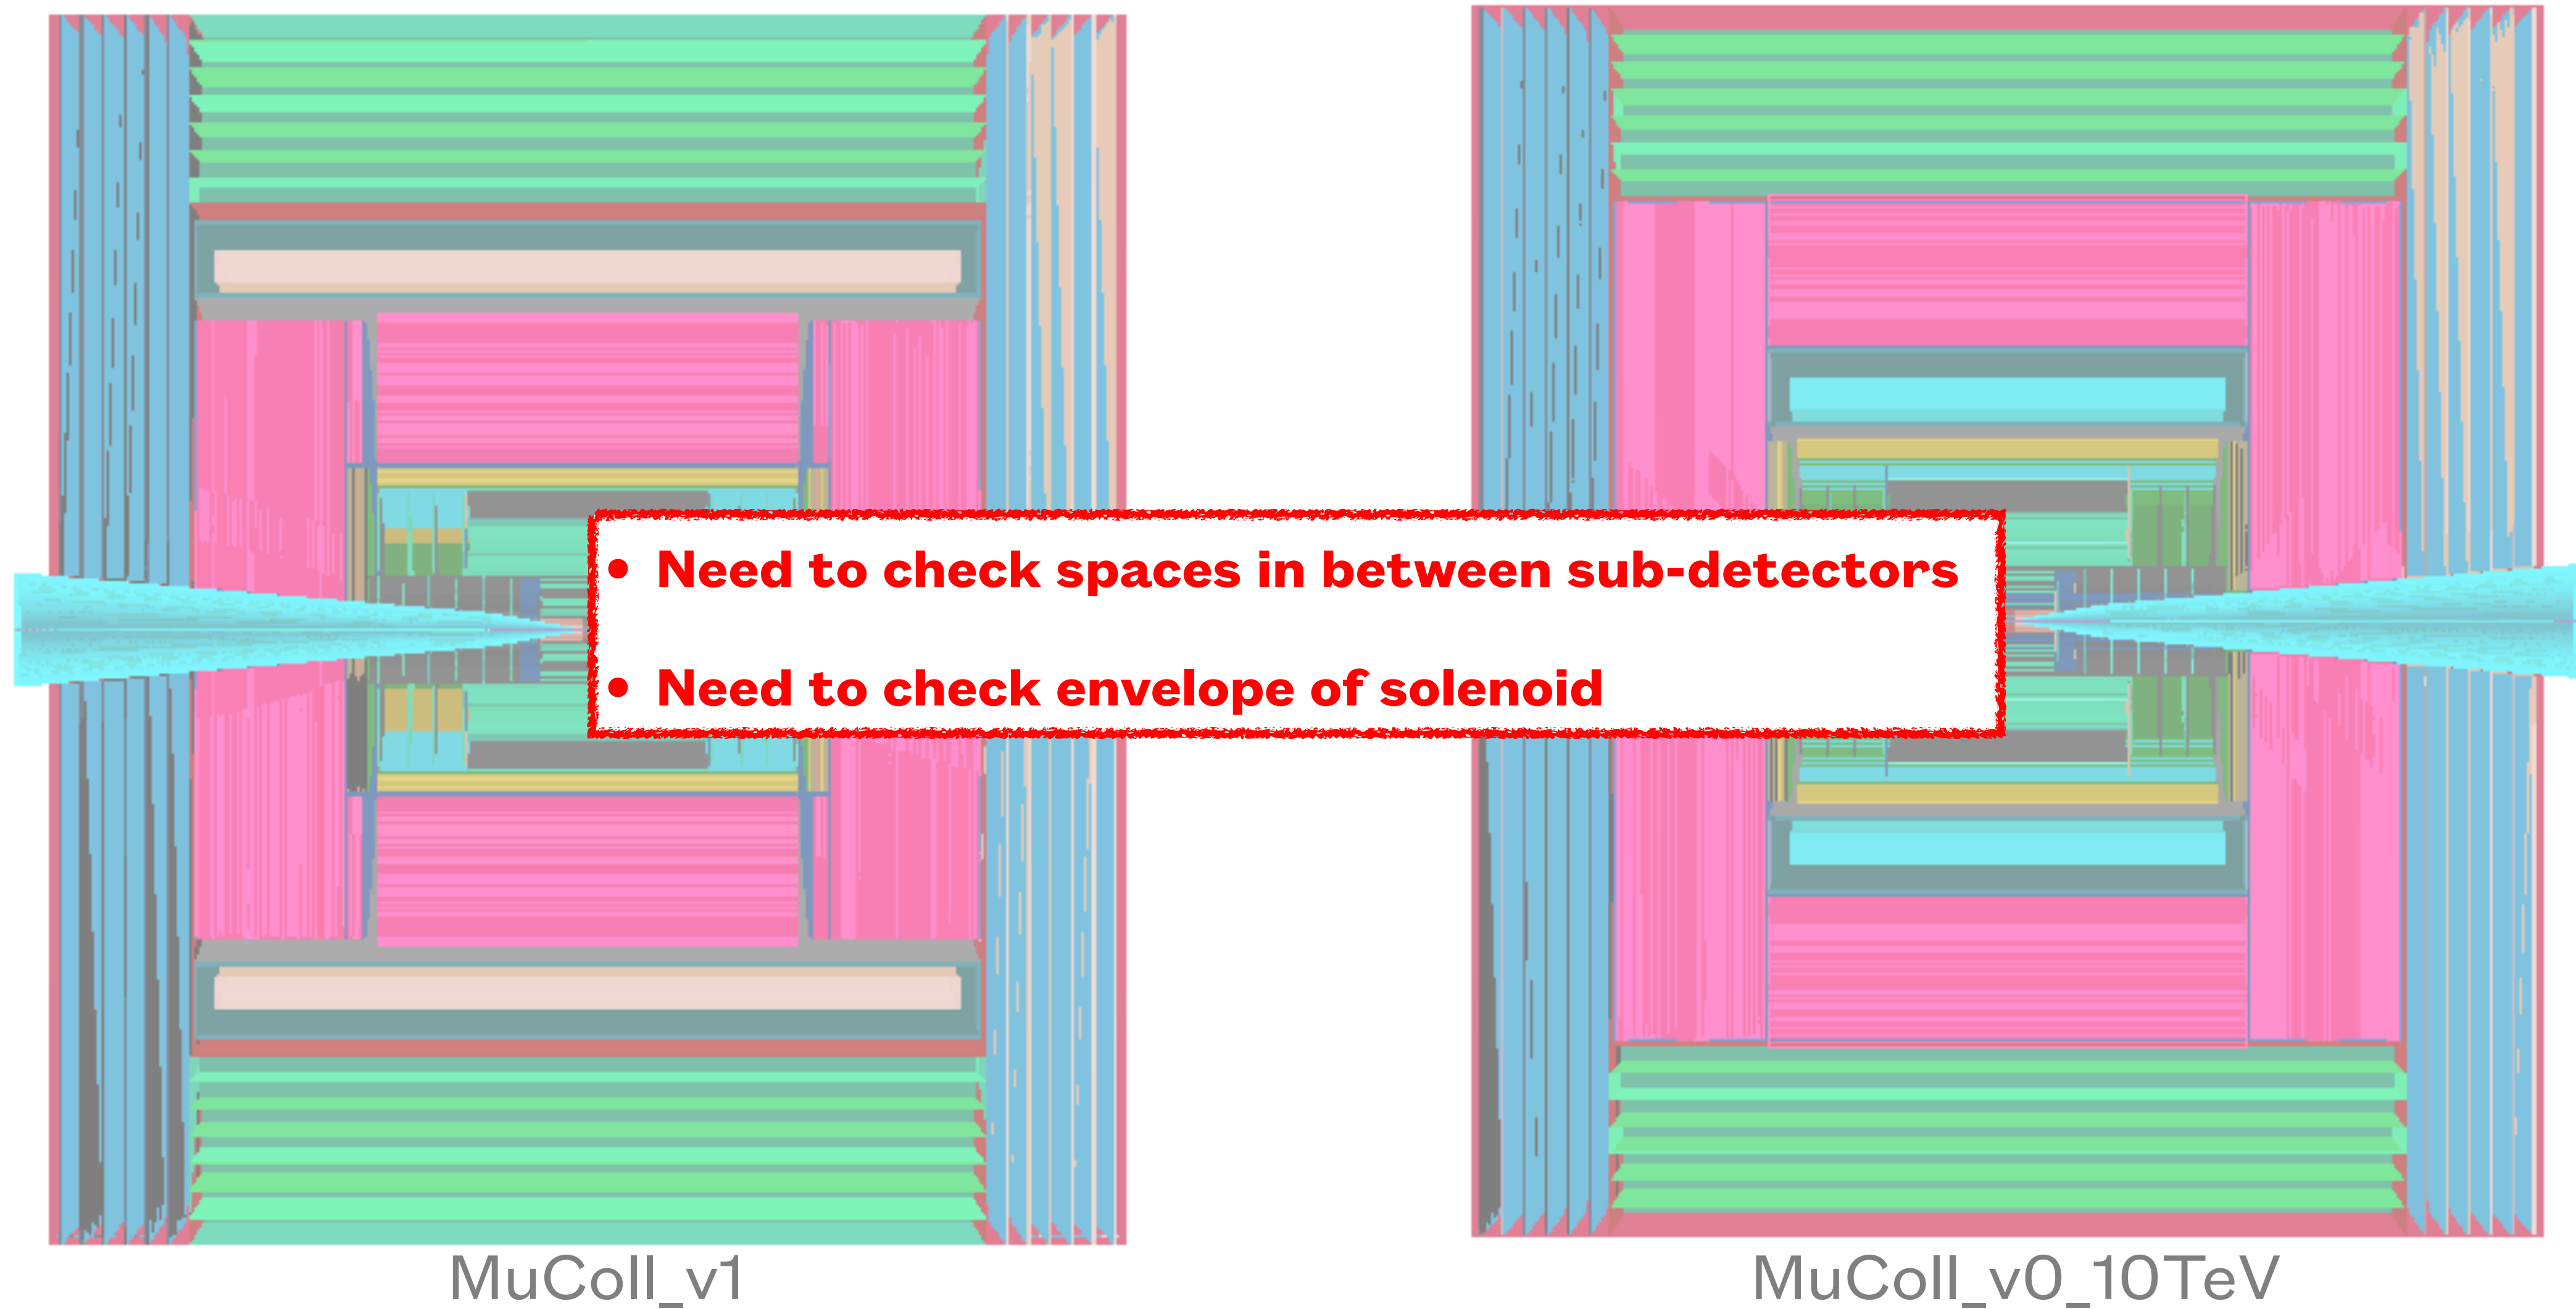 • Need to check spaces in between sub-detectors
• Need to check envelope of solenoid
MuColl_v1
MuColl_v0_10TeV